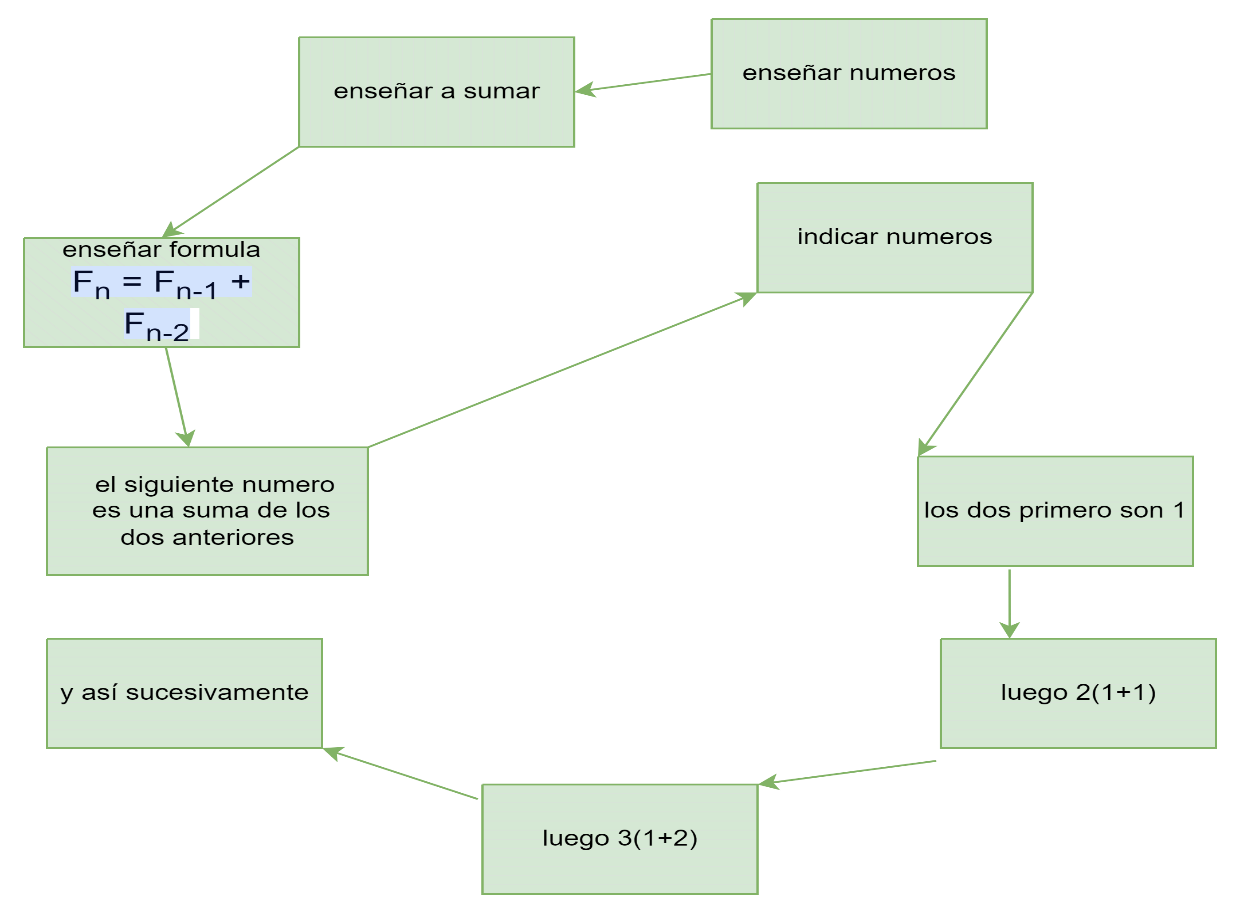 enseñar numeros
enseñar a sumar
enseñar formula
Fn = Fn-1 +
Fn-2
el siguiente numero
es una suma de los
dos anteriores
indicar numeros
los dos primero son 1
luego 2(1+1)
luego 3(1+2)
y así sucesivamente